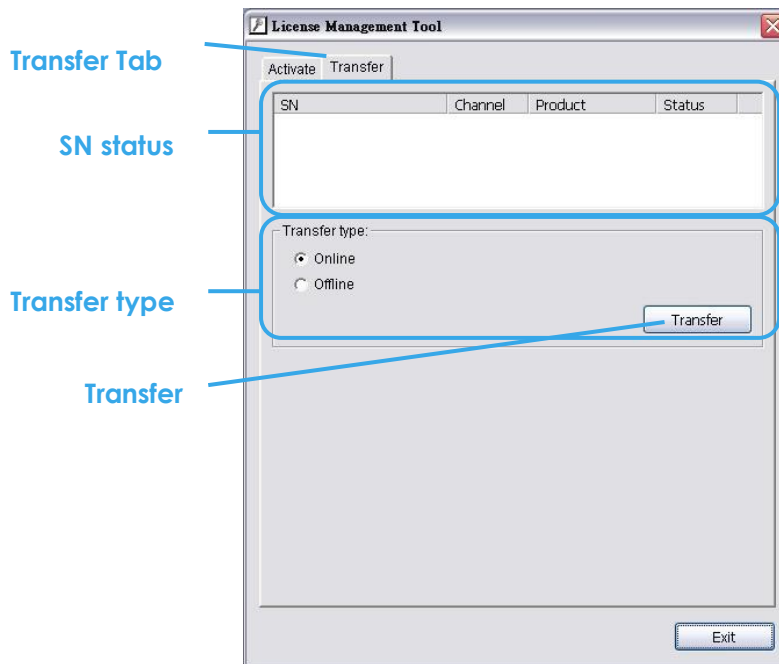 License Management Tool
Transfer Tab
Activate Transfer
SN Channel Product Status
SN status
Transfer type:
Online
Offline
Transfer type
Transfer
Transfer
Exit